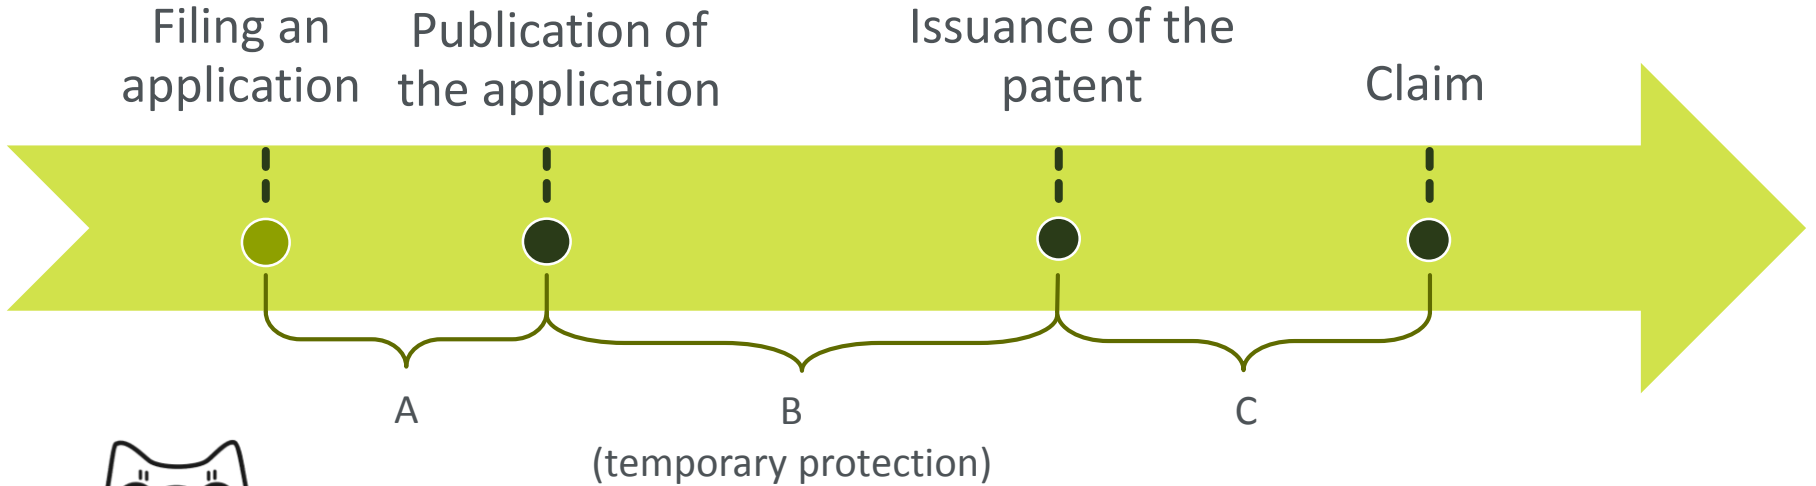 Filing an
application
Publication of
the application
Issuance of the
patent
Claim
A
B
(temporary protection)
C